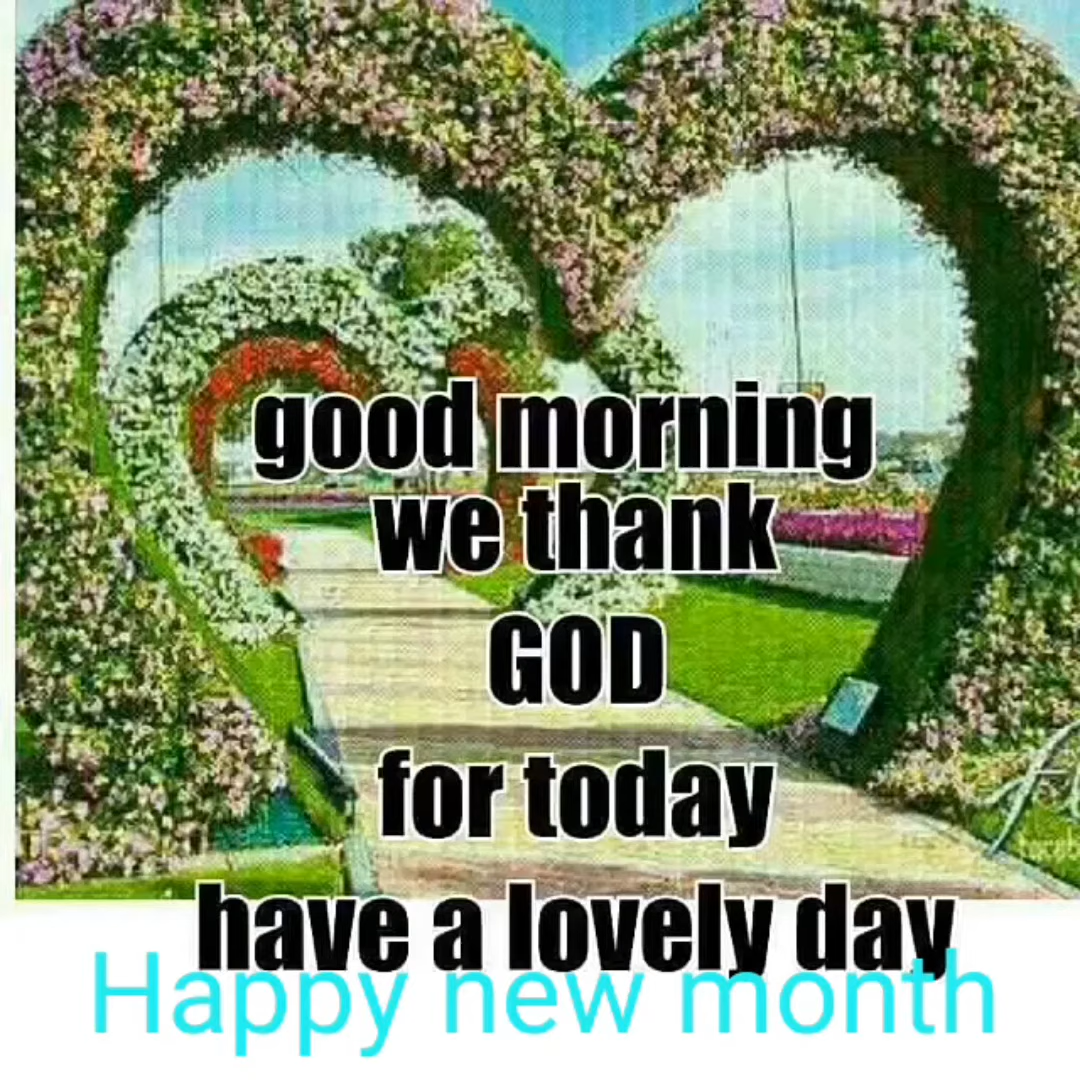 good morning
we thank
GOD
for today
have a lovely day
Happy new month